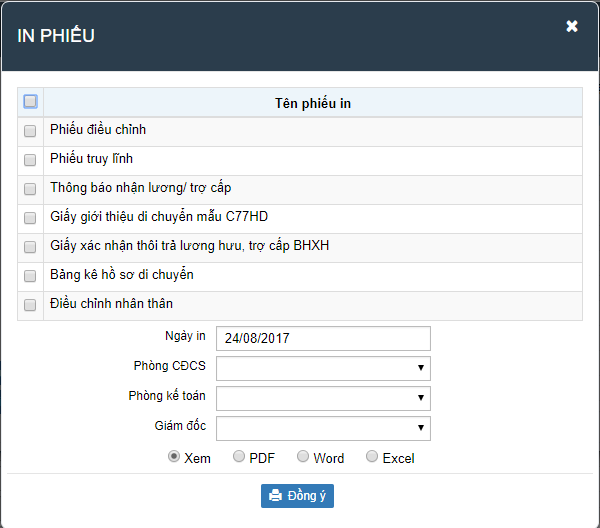 IN PHIẾU
Tên phiếu in
Phiếu điều chỉnh
Phiếu truy lĩnh
Thông báo nhận lương/ trợ cấp
Giấy giới thiệu di chuyển mẫu C77HD
Giấy xác nhận thôi trả lương hưu, trợ cấp BHXH
Bảng kê hồ sơ di chuyển
Điều chỉnh nhân thân
Ngày in 24/08/2017
Phòng CĐCS
Phòng kế toán
Giám đốc
Xem PDF Word Excel
Đồng ý